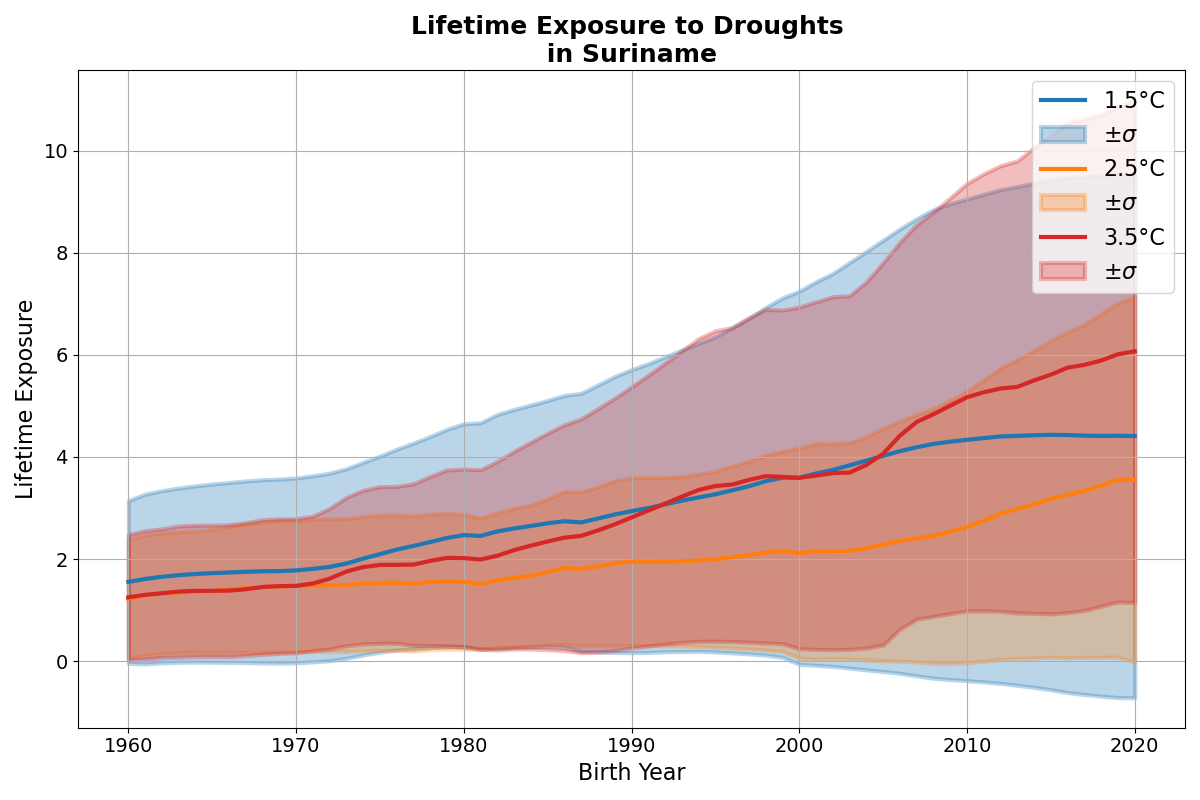 Lifetime Exposure to Droughts
in Suriname
Lifetime Exposure
10
8
6
4
2
0
1960 1970 1980 1990 2000 2010 2020
Birth Year
1.5°C
±σ
2.5°C
±σ
3.5°C
±σ